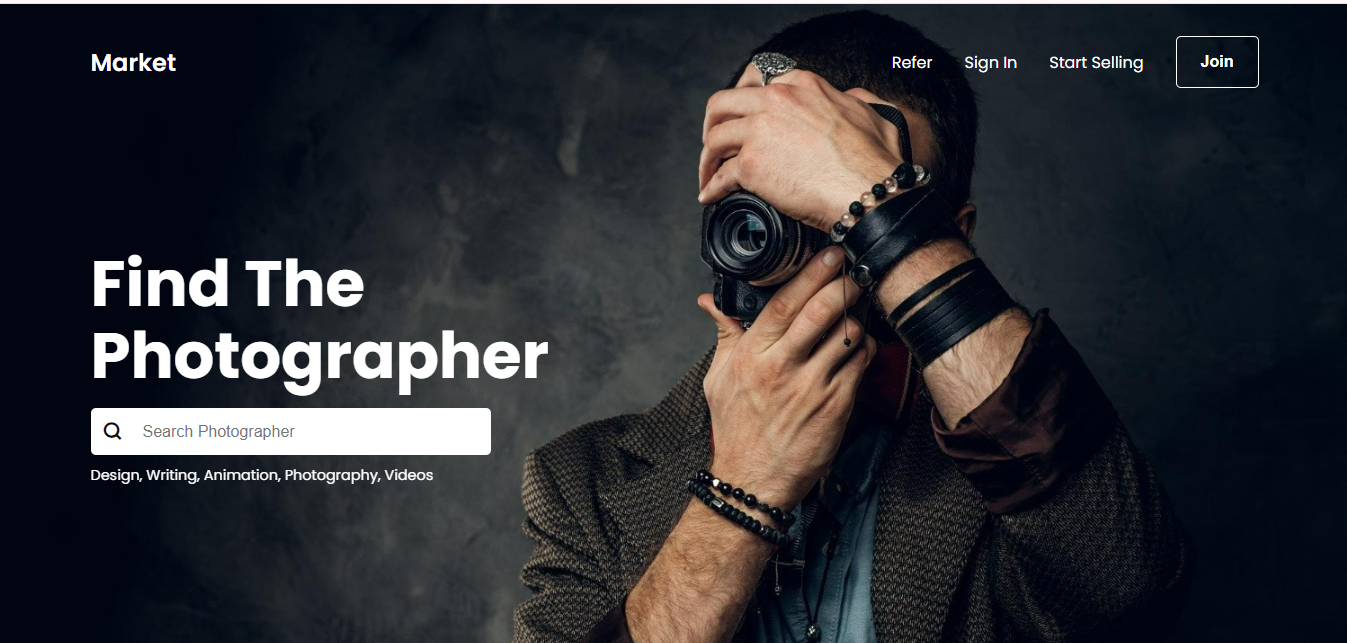 Market
Refer
Sign In
Start Selling
Join
Find The
Photographer
Search Photographer
Design, Writing, Animation, Photography, Videos